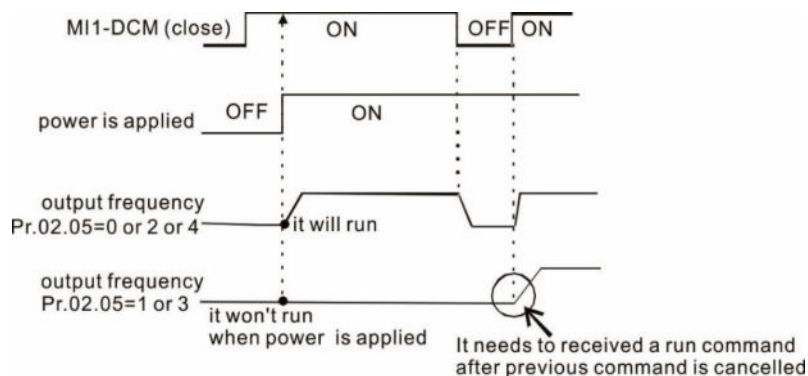 MI1-DCM (close)
ON
OFF
ON
power is applied
OFF
ON
output frequency
Pr.02.05=0 or 2 or 4
it will run
output frequency
Pr.02.05=1 or 3
it won't run
when power is applied
It needs to received a run command
after previous command is cancelled